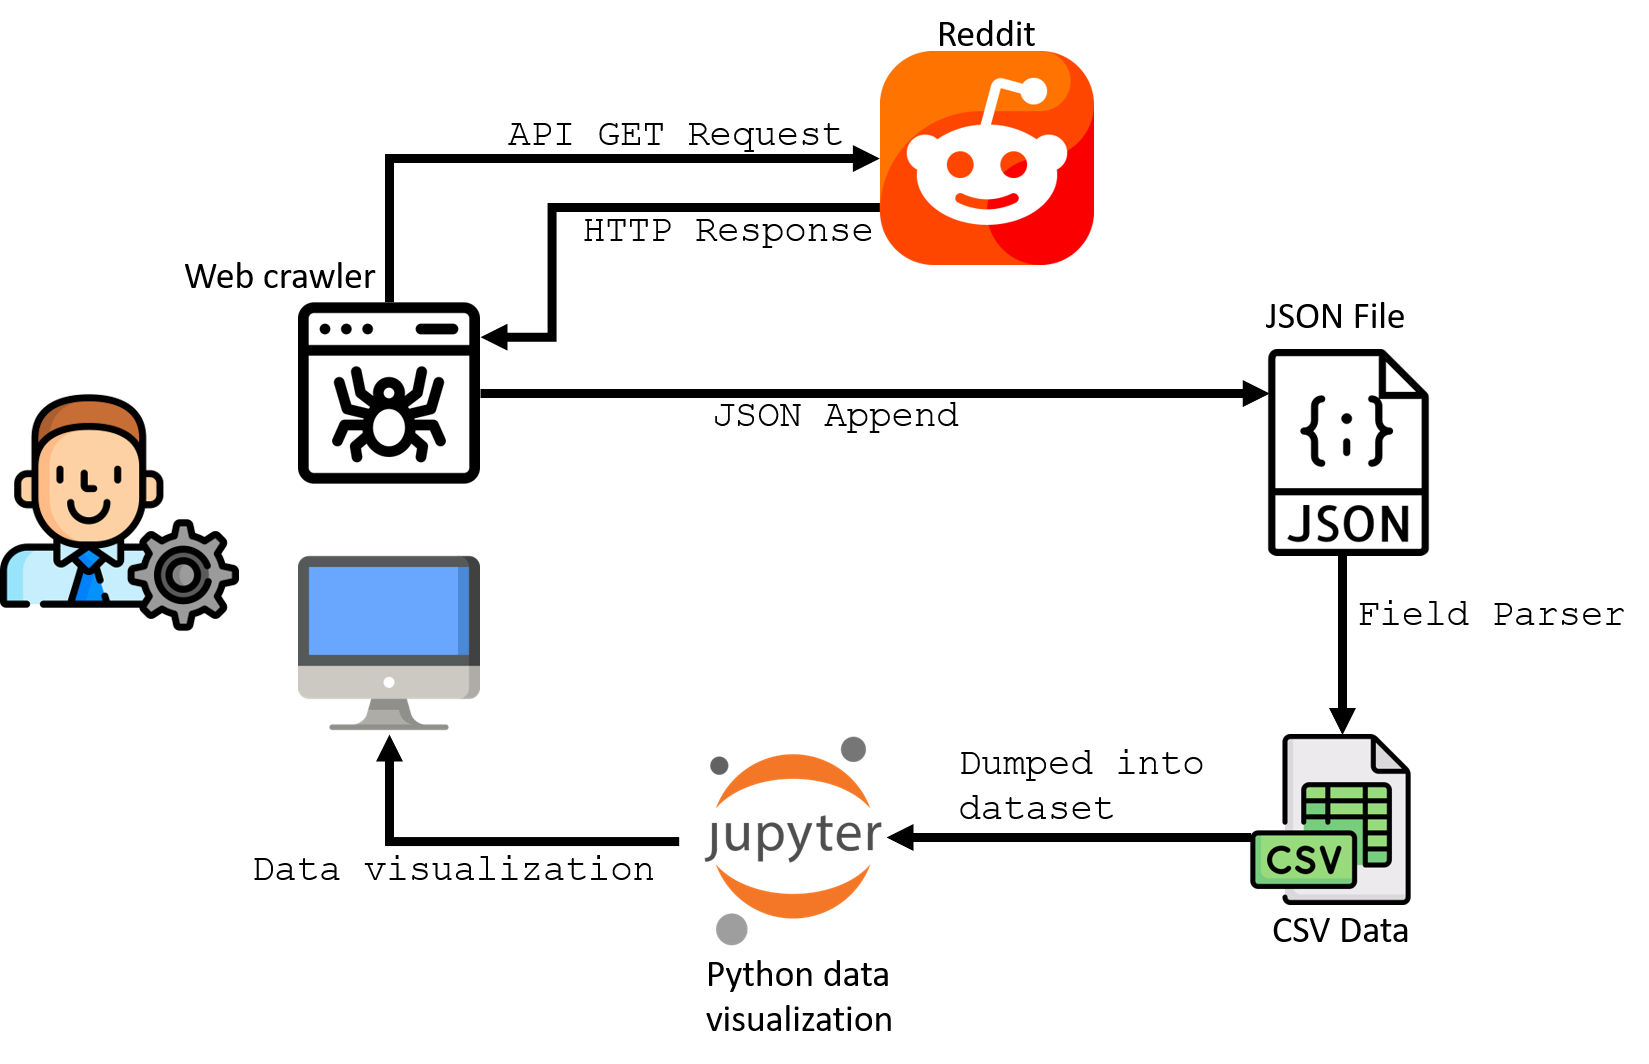 Reddit
API GET Request
HTTP Response
Web crawler
JSON File
JSON Append
{;}
JSON
Field Parser
Dumped into
dataset
jupyter
CSV
Data visualization
CSV Data
Python data
visualization